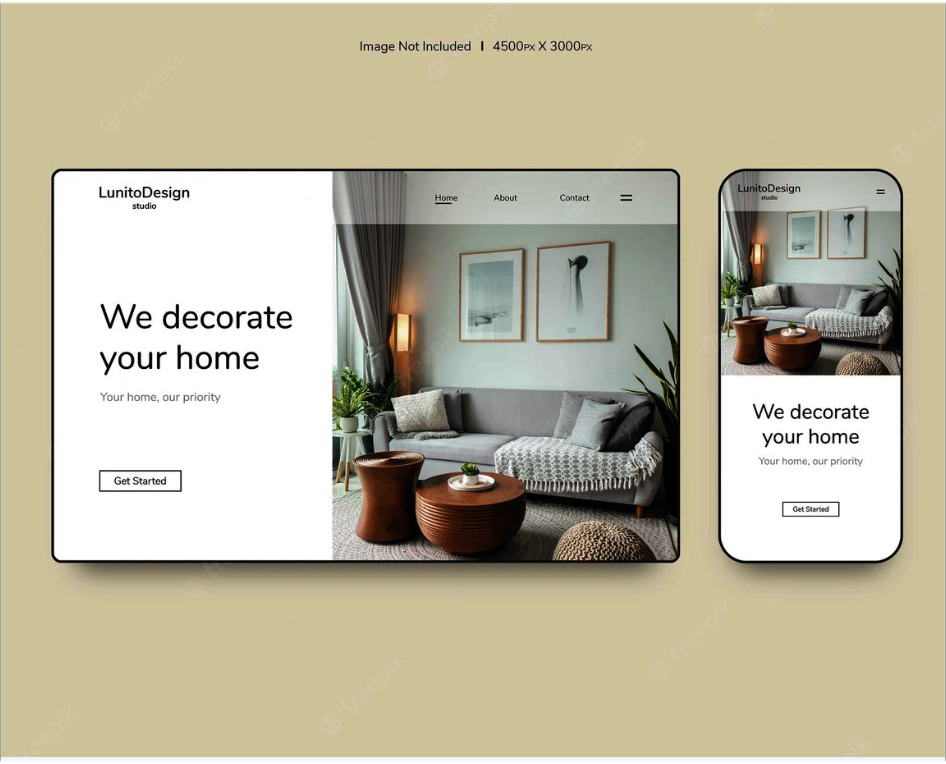 Image Not Included | 4500PX X 3000PX
LunitoDesign
studio
Home About Contact
We decorate
your home
Your home, our priority
Get Started
LunitoDesign
studio
We decorate
your home
Your home, our priority
Get Started
freepik